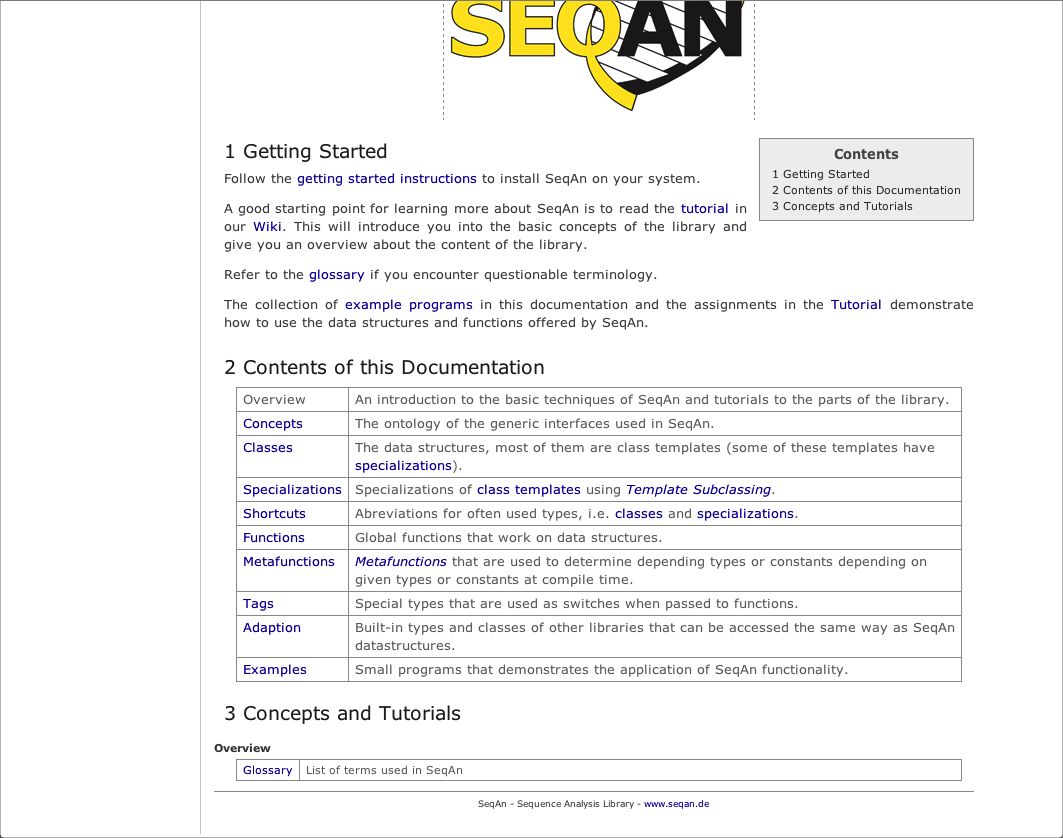 SEQAN
1 Getting Started
Follow the getting started instructions to install SeqAn on your system.
A good starting point for learning more about SeqAn is to read the tutorial in
our Wiki. This will introduce you into the basic concepts of the library and
give you an overview about the content of the library.
Refer to the glossary if you encounter questionable terminology.
The collection of example programs in this documentation and the assignments in the Tutorial demonstrate
how to use the data structures and functions offered by SeqAn.
Contents
1 Getting Started
2 Contents of this Documentation
3 Concepts and Tutorials
2 Contents of this Documentation
Overview An introduction to the basic techniques of SeqAn and tutorials to the parts of the library.
Concepts The ontology of the generic interfaces used in SeqAn.
Classes The data structures, most of them are class templates (some of these templates have
specializations).
Specializations Specializations of class templates using Template Subclassing.
Shortcuts Abreviations for often used types, i.e. classes and specializations.
Functions Global functions that work on data structures.
Metafunctions Metafunctions that are used to determine depending types or constants depending on
given types or constants at compile time.
Tags Special types that are used as switches when passed to functions.
Adaption Built-in types and classes of other libraries that can be accessed the same way as SeqAn
datastructures.
Examples Small programs that demonstrates the application of SeqAn functionality.
3 Concepts and Tutorials
Overview
Glossary List of terms used in SeqAn
SeqAn - Sequence Analysis Library - www.seqan.de